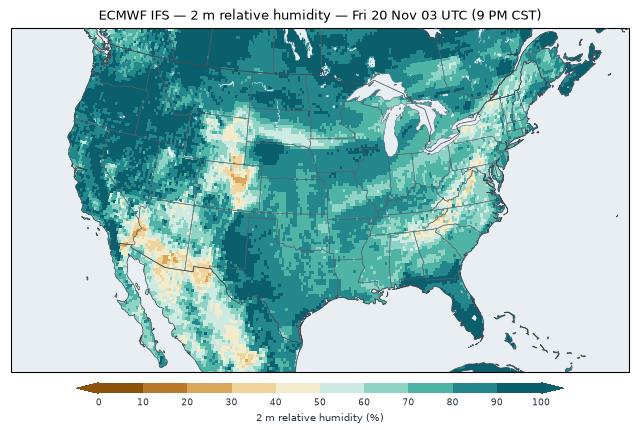 ECMWF IFS — 2 m relative humidity — Fri 20 Nov 03 UTC (9 PM CST)
0 10 20 30 40 50 60 70 80 90 100
2 m relative humidity (%)